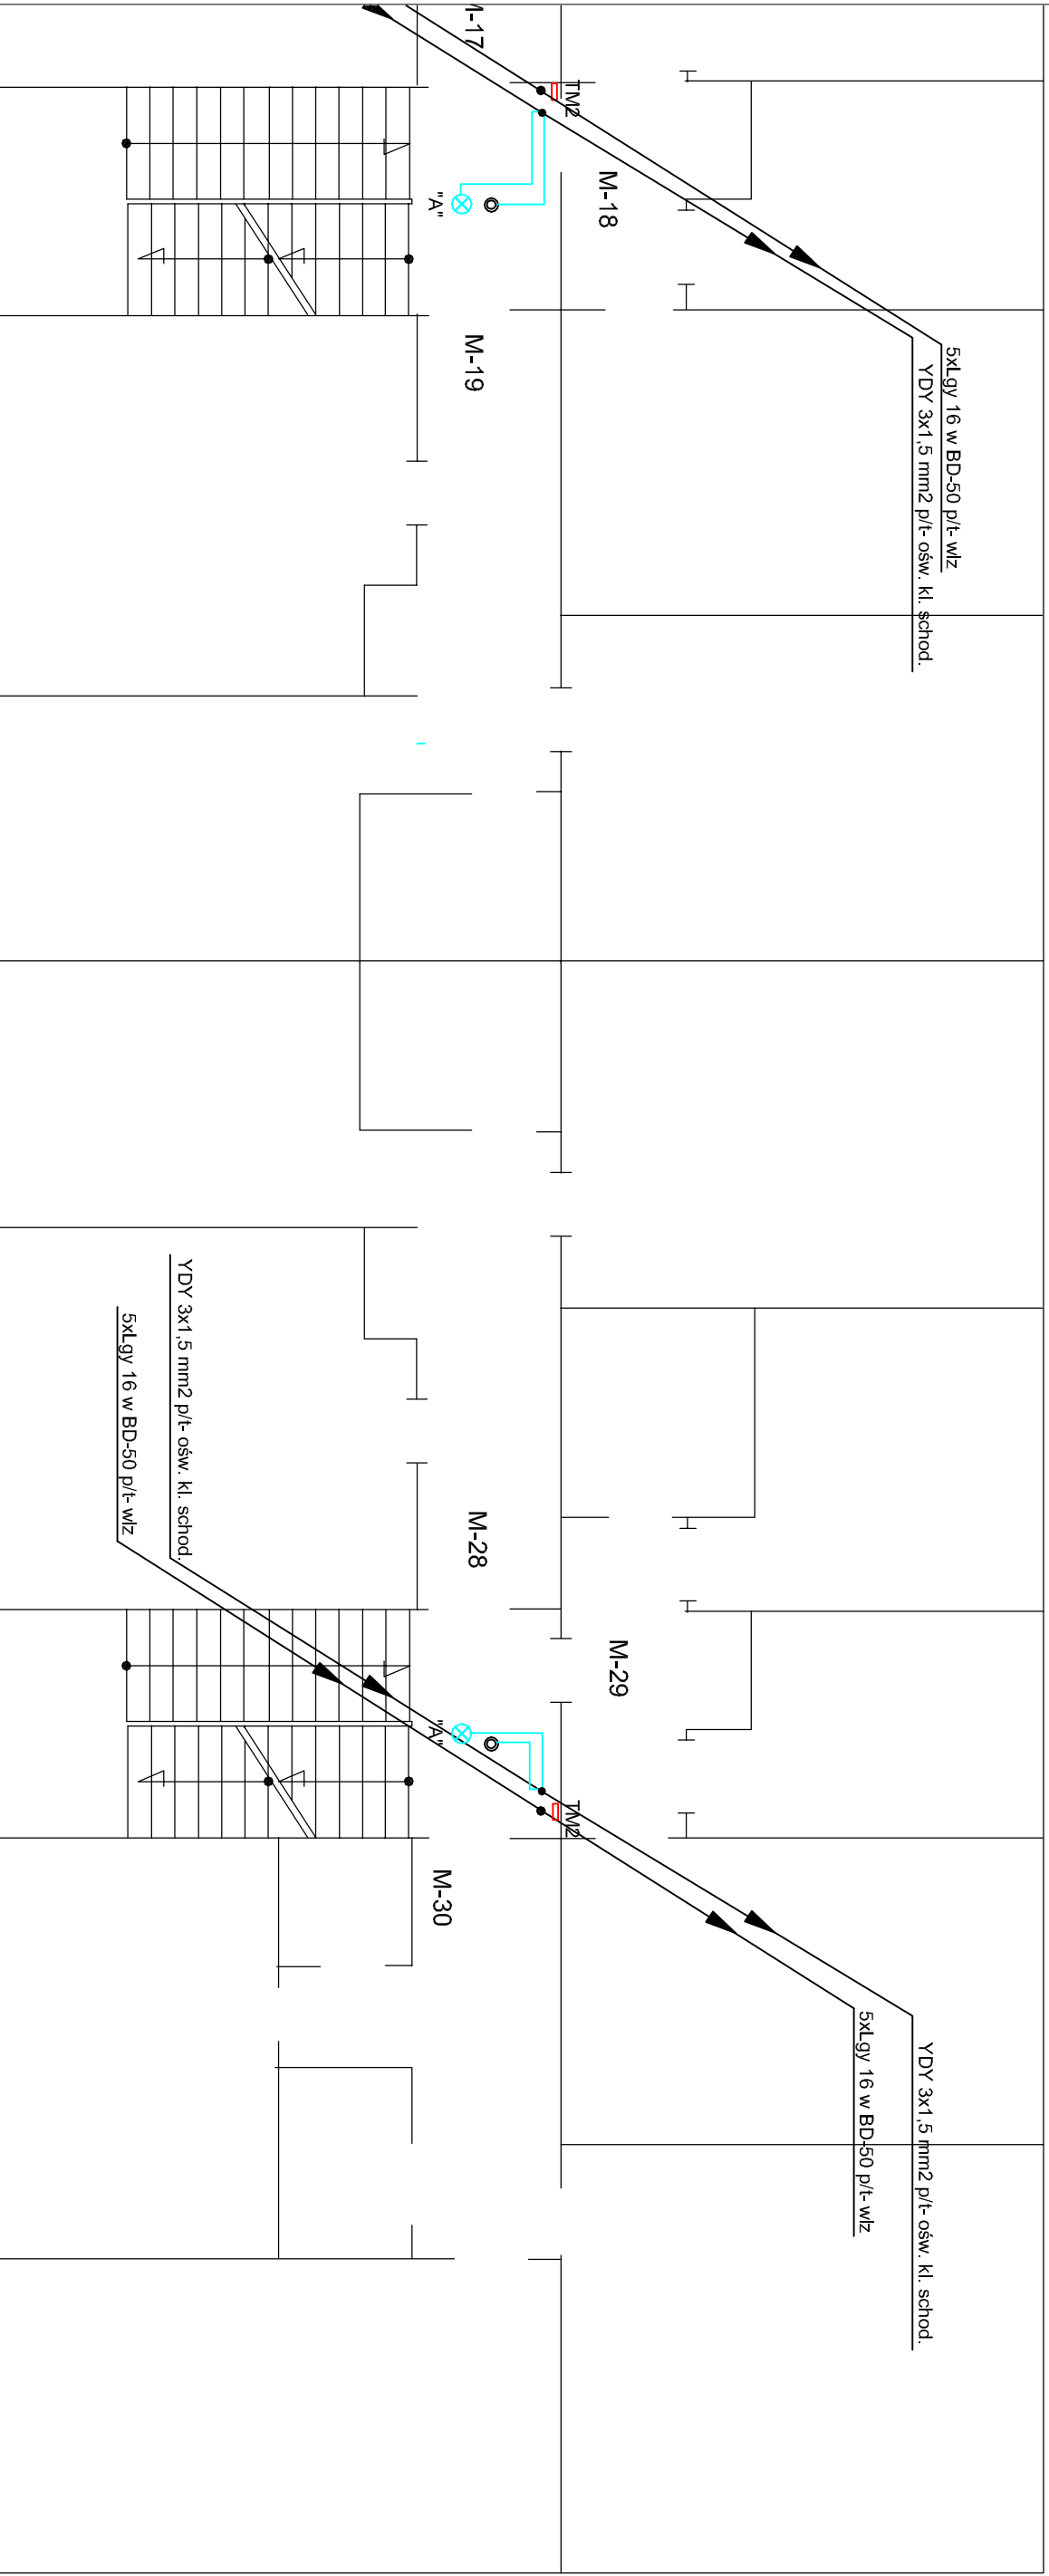 M-17
TM2
M-18
"A"
M-19
5xLgy 16 w BD-50 p/t- wlz
YDY 3x1,5 mm2 p/t- ośw. kl. schod.
YDY 3x1,5 mm2 p/t- ośw. kl. schod.
5xLgy 16 w BD-50 p/t- wlz
M-28
M-29
"A"
TM2
M-30
YDY 3x1,5 mm2 p/t- ośw. kl. schod.
5xLgy 16 w BD-50 p/t- wlz